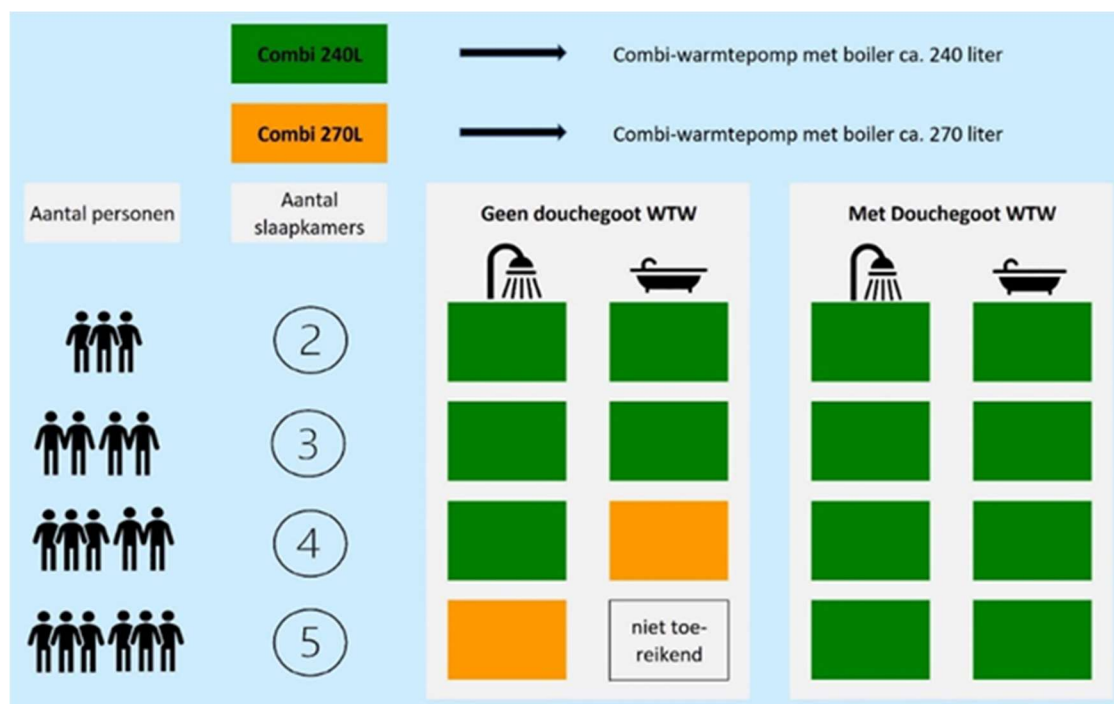 Combi 240L
Combi-warmtepomp met boiler ca. 240 liter
Combi 270L
Combi-warmtepomp met boiler ca. 270 liter
Aantal personen
Aantal
slaapkamers
Geen douchegoot WTW
Met Douchegoot WTW
2
3
4
5
niet toe-
reikend